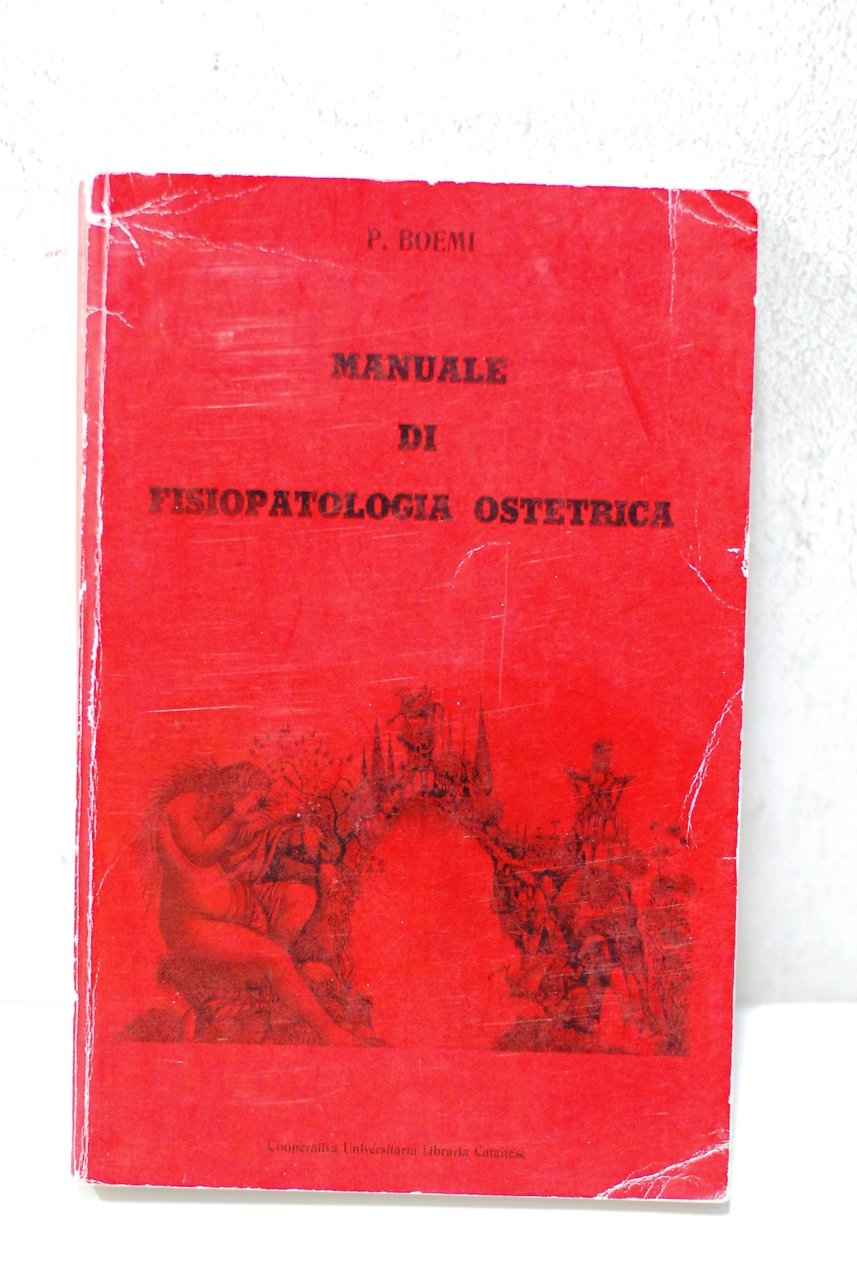 P. BOEMI
MANUALE
DI
FISIOPATOLOGIA OSTETRICA
Cooperativa Universitaria Libraria Catanese